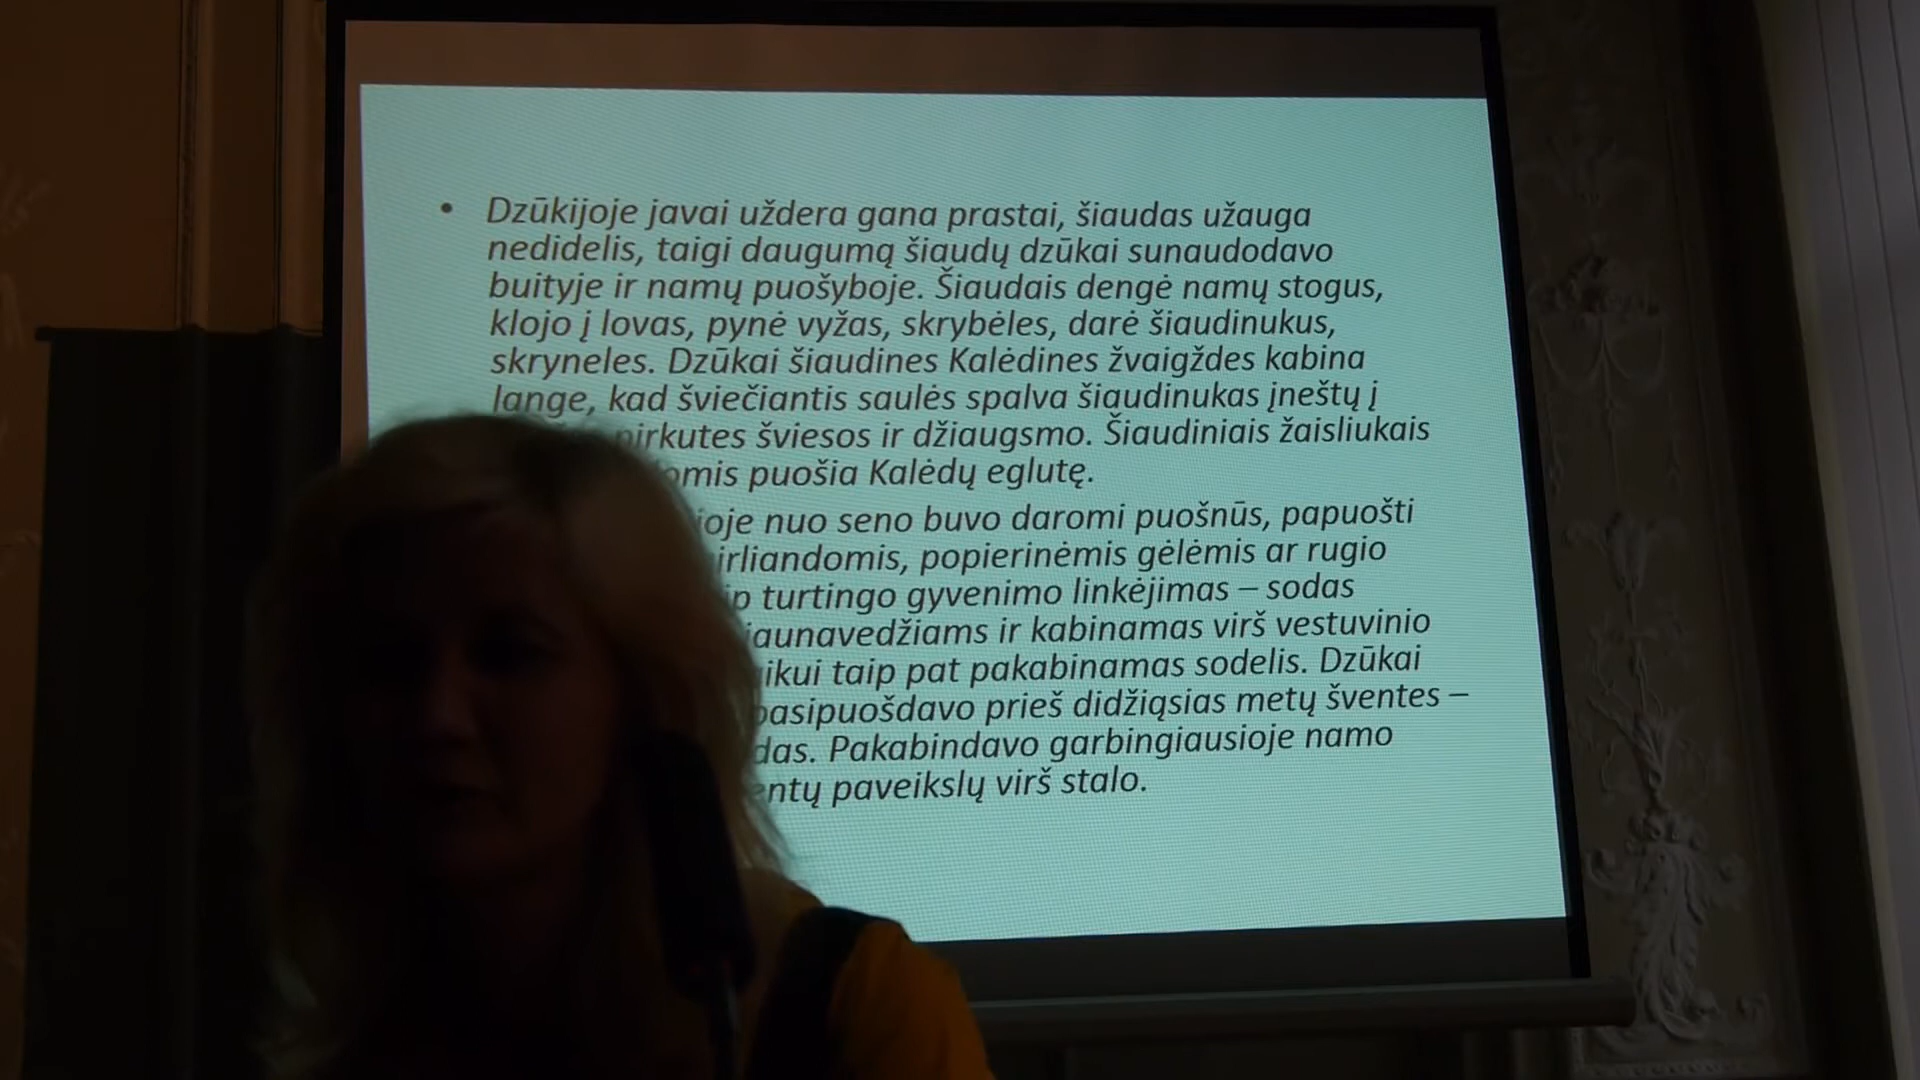 • Dzūkijoje javai uždera gana prastai, šiaudas užauga
nedidelis, taigi daugumą šiaudų dzūkai sunaudodavo
buityje ir namų puošyboje. Šiaudais dengė namų stogus,
klojo į lovas, pynė vyžas, skrybėles, darė šiaudinukus,
skryneles. Dzūkai šiaudines Kalėdines žvaigždes kabina
lange, kad šviečiantis saulės spalva šiaudinukas įneštų į
pirkutes šviesos ir džiaugsmo. Šiaudiniais žaisliukais
puošia Kalėdų eglutę.
nuo seno buvo daromi puošnūs, papuošti
popierinėmis gėlėmis ar rugio
turtingo gyvenimo linkėjimas – sodas
jaunavedžiams ir kabinamas virš vestuvinio
taip pat pakabinamas sodelis. Dzūkai
pasipuošdavo prieš didžiąsias metų šventes –
Pakabindavo garbingiausioje namo
paveikslų virš stalo.